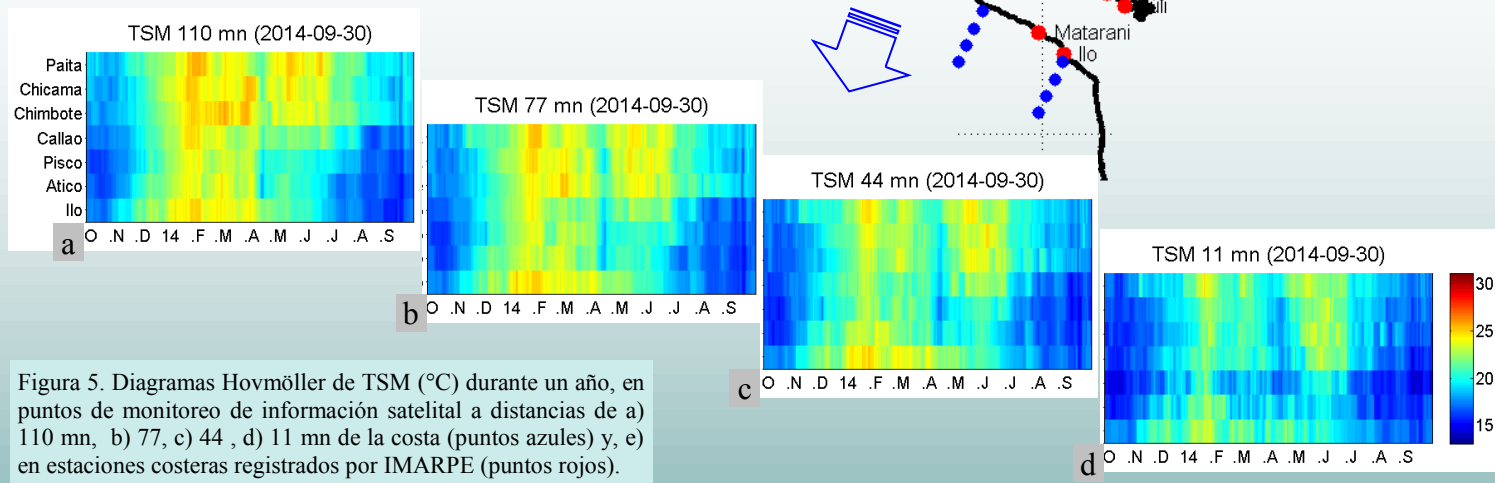 Ili
Matarani
Ilo
TSM 110 mn (2014-09-30)
Paita
Chicama
Chimbote
Callao
Pisco
Atico
Ilo
O .N .D 14 .F .M .A .M .J .J .A .S
a
TSM 77 mn (2014-09-30)
O .N .D 14 .F .M .A .M .J .J .A .S
b
TSM 44 mn (2014-09-30)
O .N .D 14 .F .M .A .M .J .J .A .S
c
TSM 11 mn (2014-09-30)
30
25
20
15
O .N .D 14 .F .M .A .M .J .J .A .S
d
Figura 5. Diagramas Hovmöller de TSM (°C) durante un año, en
puntos de monitoreo de información satelital a distancias de a)
110 mn, b) 77, c) 44 , d) 11 mn de la costa (puntos azules) y, e)
en estaciones costeras registrados por IMARPE (puntos rojos).